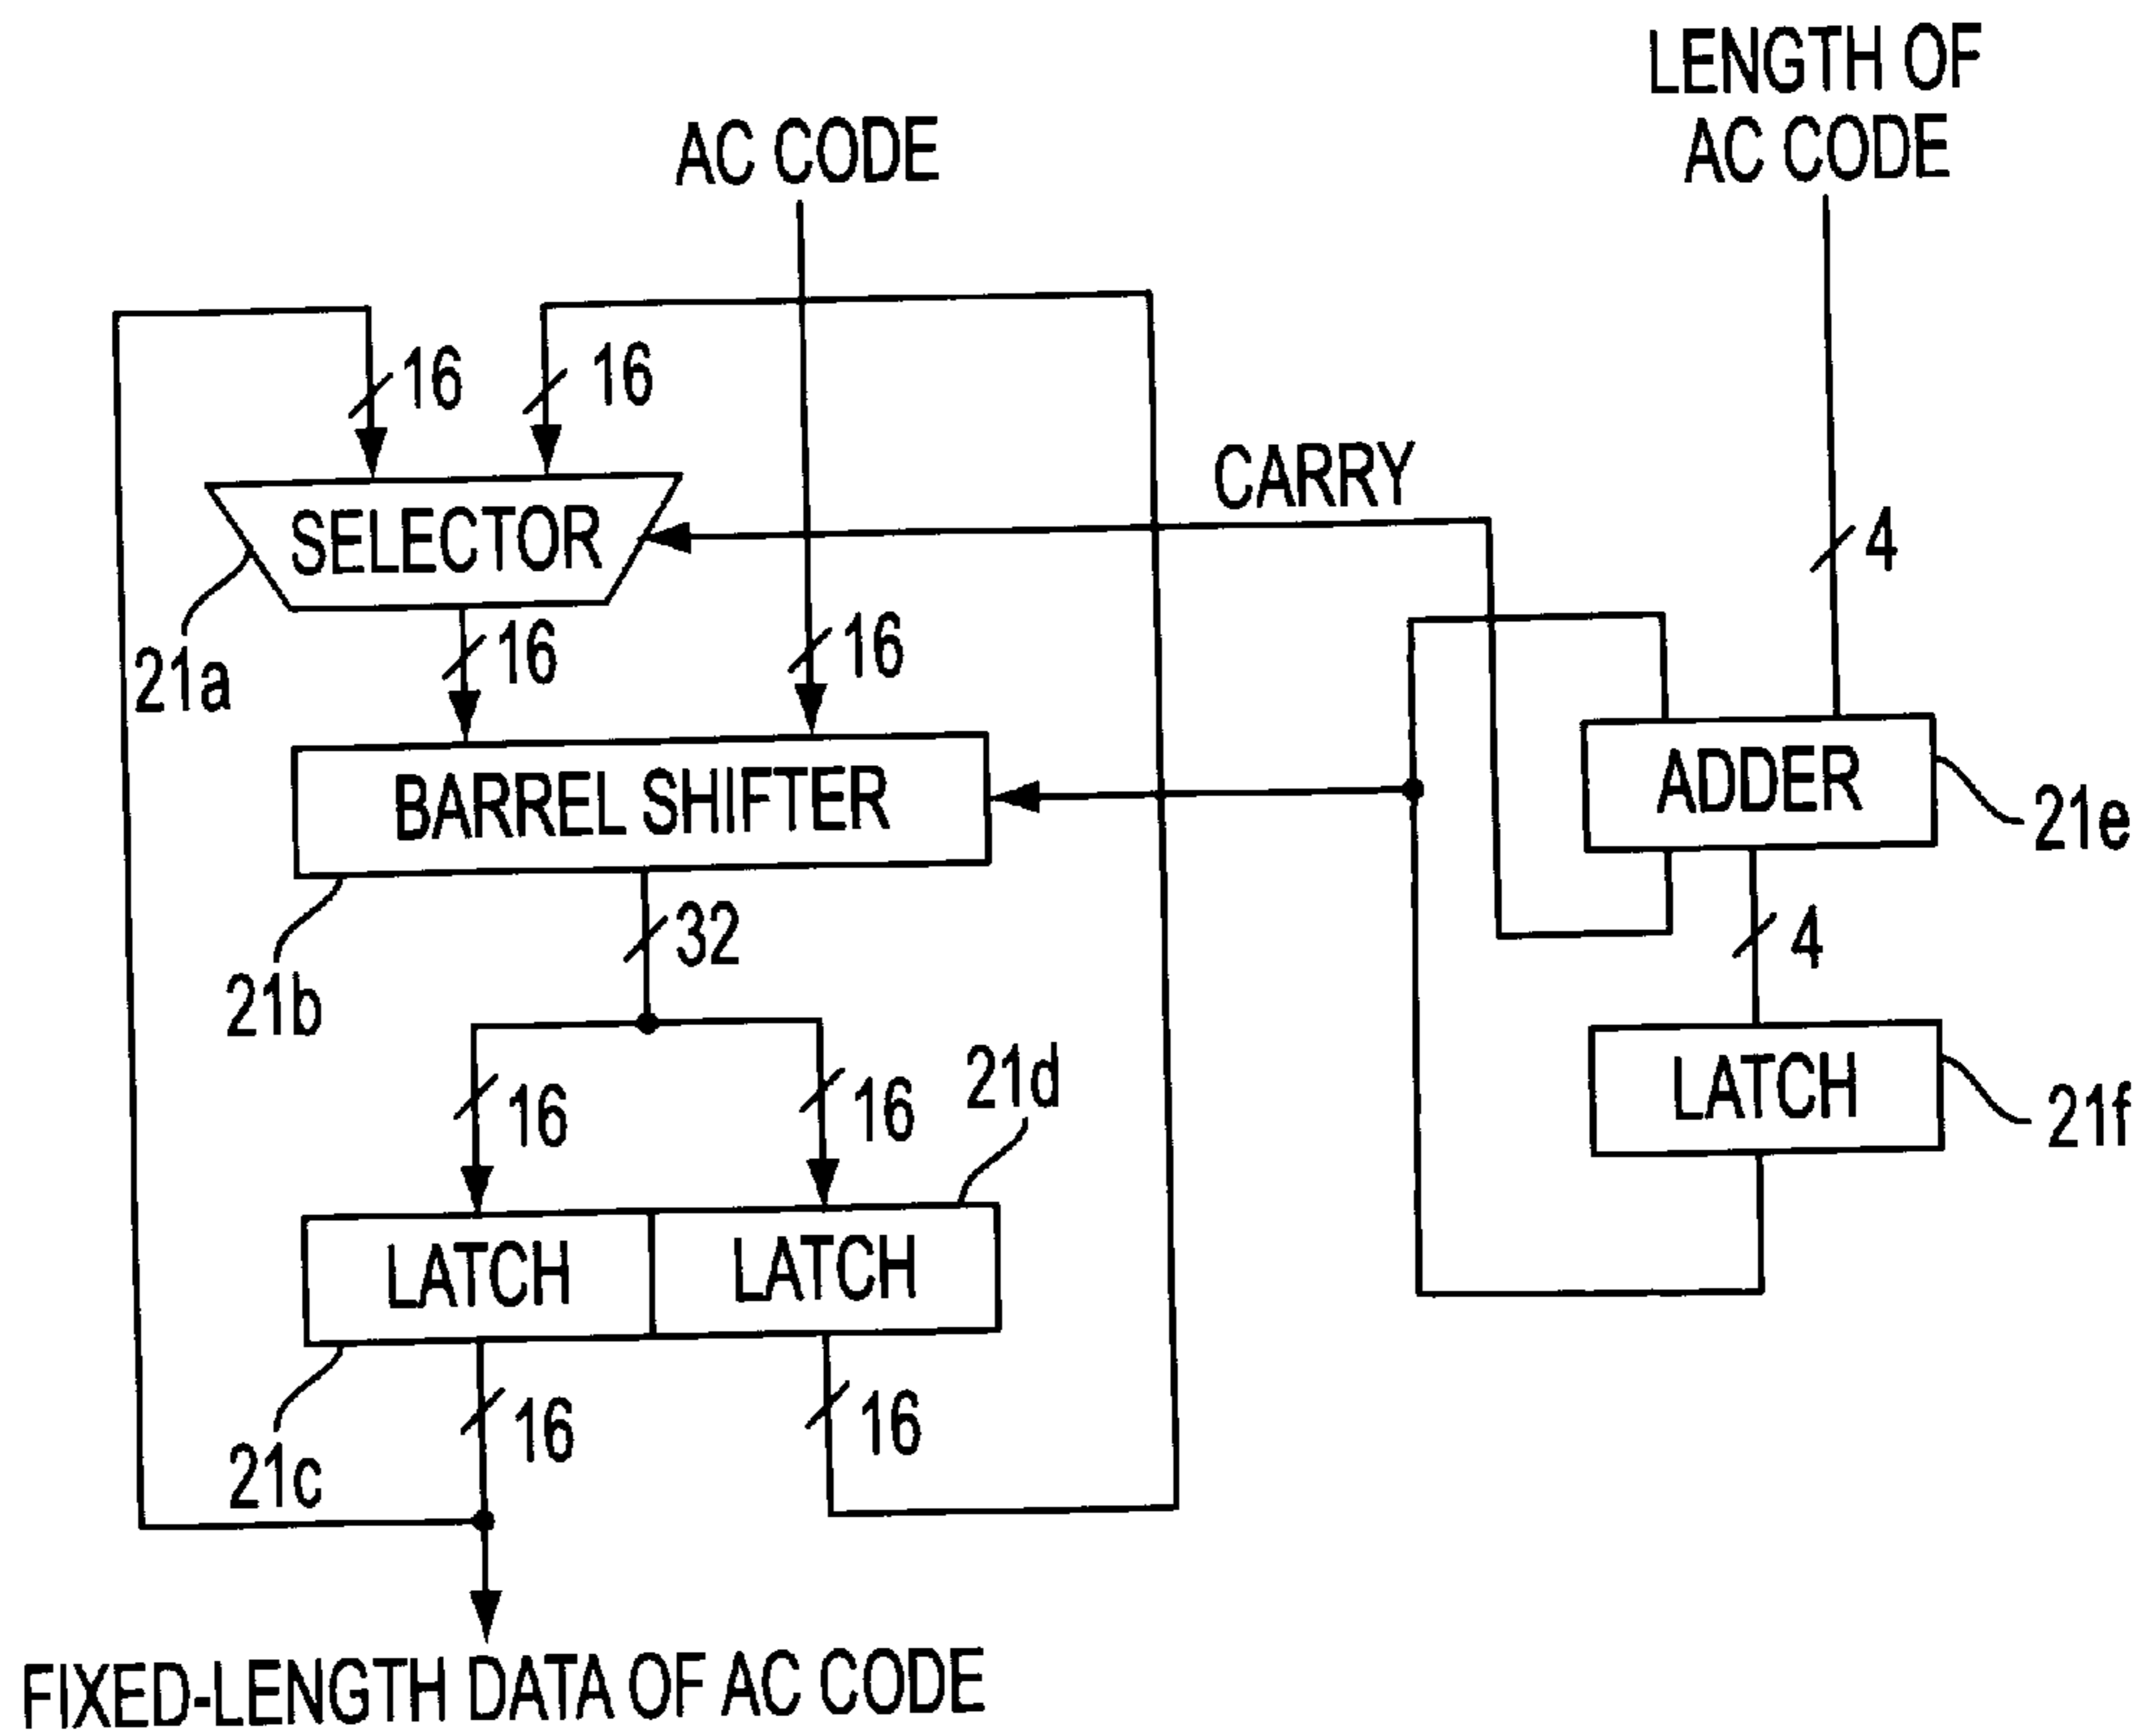 LENGTH OF
AC CODE
AC CODE
16
16
CARRY
4
SELECTOR
21a
16
16
ADDER
21e
BARREL SHIFTER
21b
32
4
LATCH
21f
16
16
21d
LATCH
LATCH
21c
16
16
FIXED-LENGTH DATA OF AC CODE